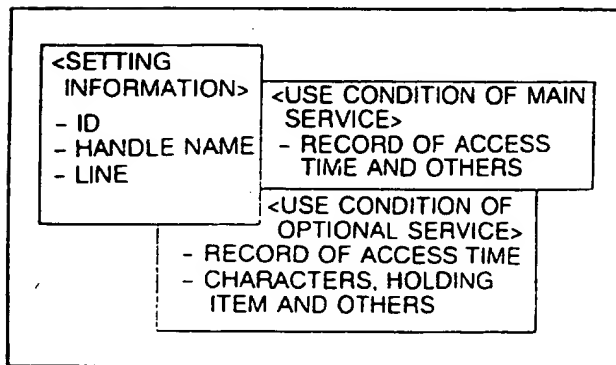 <SETTING
INFORMATION>
- ID
- HANDLE NAME
- LINE
<USE CONDITION OF MAIN
SERVICE>
- RECORD OF ACCESS
TIME AND OTHERS
<USE CONDITION OF
OPTIONAL SERVICE>
- RECORD OF ACCESS TIME
- CHARACTERS, HOLDING
ITEM AND OTHERS